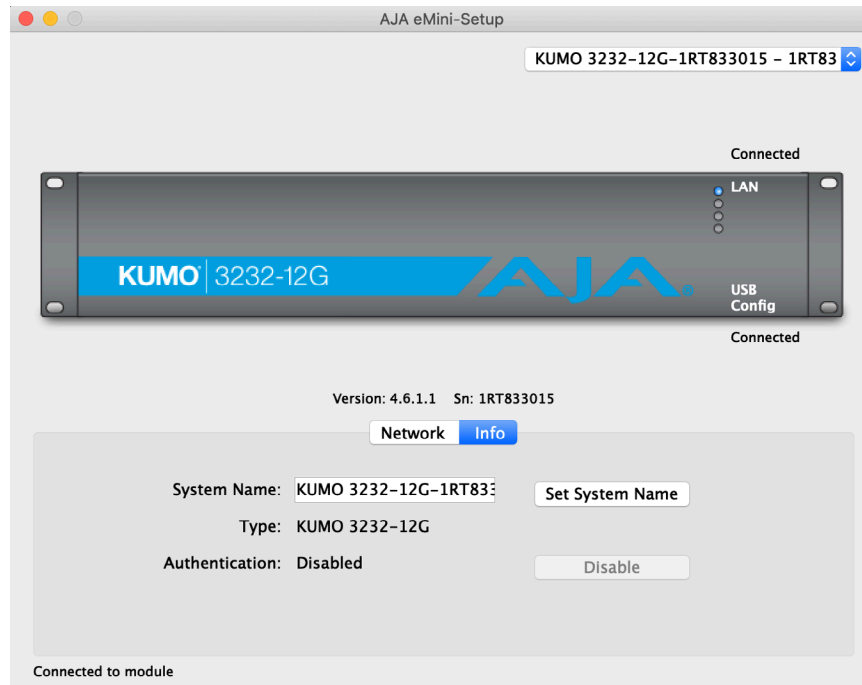 AJA eMini-Setup
KUMO 3232-12G-1RT833015 - 1RT83
Connected
LAN
KUMO 3232-12G
AJA
USB
Config
Connected
Version: 4.6.1.1 Sn: 1RT833015
Network Info
System Name: KUMO 3232-12G-1RT833 Set System Name
Type: KUMO 3232-12G
Authentication: Disabled Disable
Connected to module